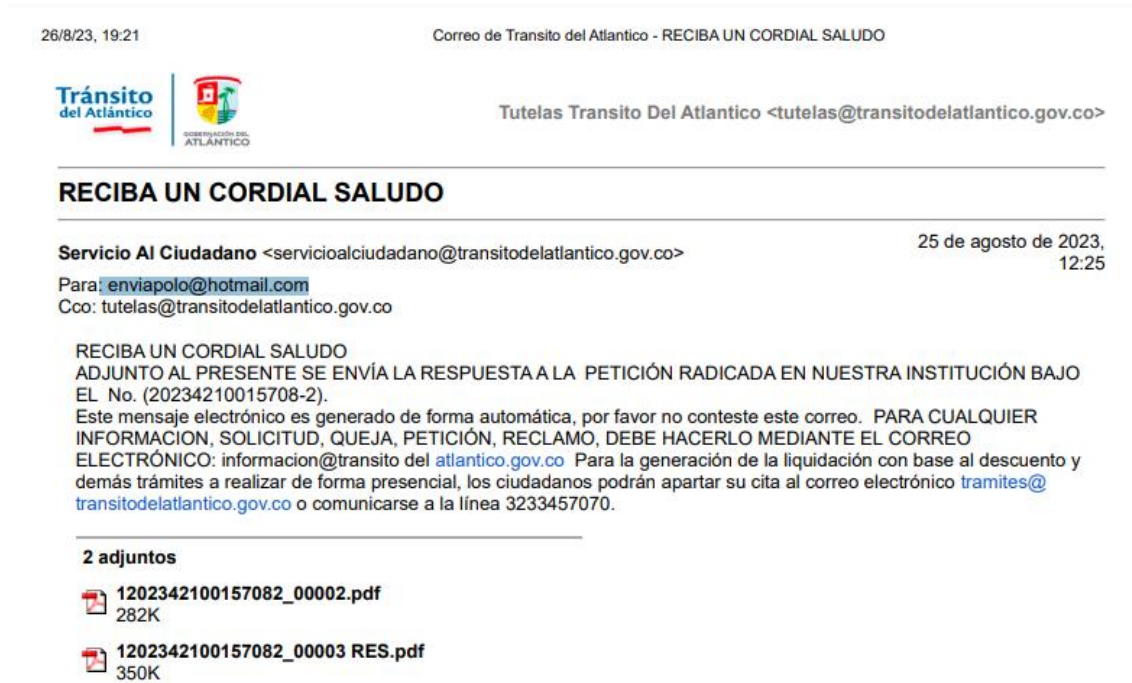 26/8/23, 19:21 Correo de Transito del Atlantico - RECIBA UN CORDIAL SALUDO
Tránsito
del Atlántico
GOBERNACIÓN DEL
ATLÁNTICO
Tutelas Transito Del Atlantico <tutelas@transitodelatlantico.gov.co>
RECIBA UN CORDIAL SALUDO
Servicio Al Ciudadano <servicioalciudadano@transitodelatlantico.gov.co>
25 de agosto de 2023,
12:25
Para: enviapolo@hotmail.com
Cco: tutelas@transitodelatlantico.gov.co
RECIBA UN CORDIAL SALUDO
ADJUNTO AL PRESENTE SE ENVÍA LA RESPUESTA A LA PETICIÓN RADICADA EN NUESTRA INSTITUCIÓN BAJO
EL No. (20234210015708-2).
Este mensaje electrónico es generado de forma automática, por favor no conteste este correo. PARA CUALQUIER
INFORMACION, SOLICITUD, QUEJA, PETICIÓN, RECLAMO, DEBE HACERLO MEDIANTE EL CORREO
ELECTRÓNICO: informacion@transito del atlantico.gov.co Para la generación de la liquidación con base al descuento y
demás trámites a realizar de forma presencial, los ciudadanos podrán apartar su cita al correo electrónico tramites@
transitodelatlantico.gov.co o comunicarse a la línea 3233457070.
2 adjuntos
1202342100157082_00002.pdf
282K
1202342100157082_00003 RES.pdf
350K